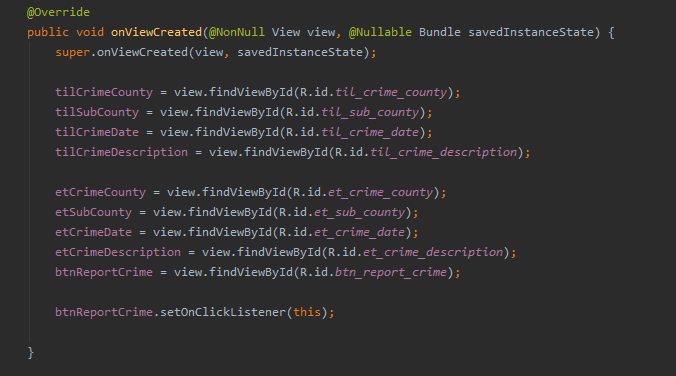 @Override
public void onViewCreated(@NonNull View view, @Nullable Bundle savedInstanceState) {
super.onViewCreated(view, savedInstanceState);
tilCrimeCounty = view.findViewById(R.id.til_crime_county);
tilSubCounty = view.findViewById(R.id.til_sub_county);
tilCrimeDate = view.findViewById(R.id.til_crime_date);
tilCrimeDescription = view.findViewById(R.id.til_crime_description);
etCrimeCounty = view.findViewById(R.id.et_crime_county);
etSubCounty = view.findViewById(R.id.et_sub_county);
etCrimeDate = view.findViewById(R.id.et_crime_date);
etCrimeDescription = view.findViewById(R.id.et_crime_description);
btnReportCrime = view.findViewById(R.id.btn_report_crime);
btnReportCrime.setOnClickListener(this);
}